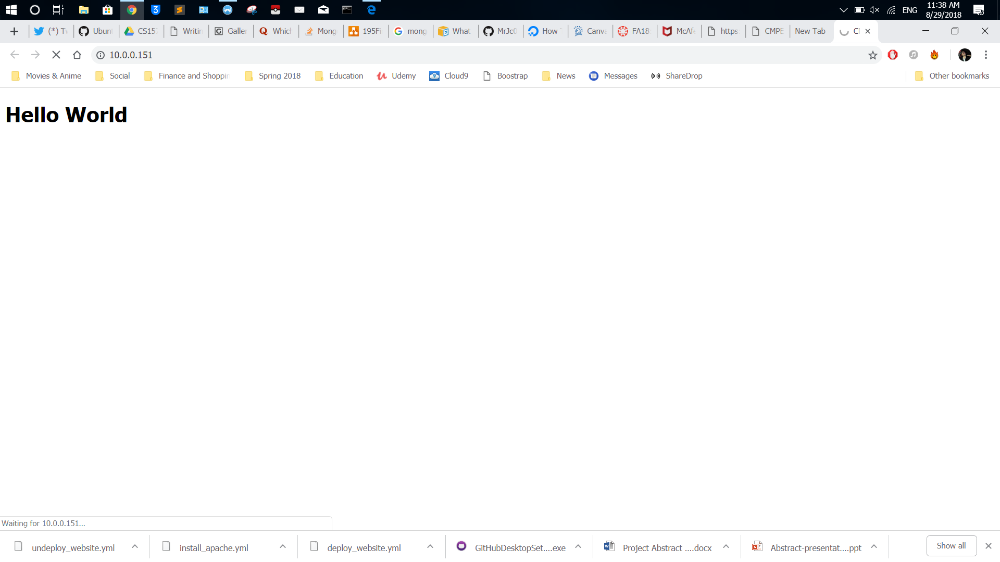 ENG
11:38 AM
8/29/2018
(*) Tw
Ubunt
CS157
Writin
Galler
Which
Mong
195Fi
mong
What
MrJc0
How T
Canva
FA18:
McAfe
https:
CMPE
New Tab
Cl
10.0.0.151
Movies & Anime
Social
Finance and Shoppin
Spring 2018
Education
Udemy
Cloud9
Boostrap
News
Messages
ShareDrop
Other bookmarks
Hello World
Waiting for 10.0.0.151...
undeploy_website.yml
install_apache.yml
deploy_website.yml
GitHubDesktopSet....exe
Project Abstract ....docx
Abstract-presentat....ppt
Show all